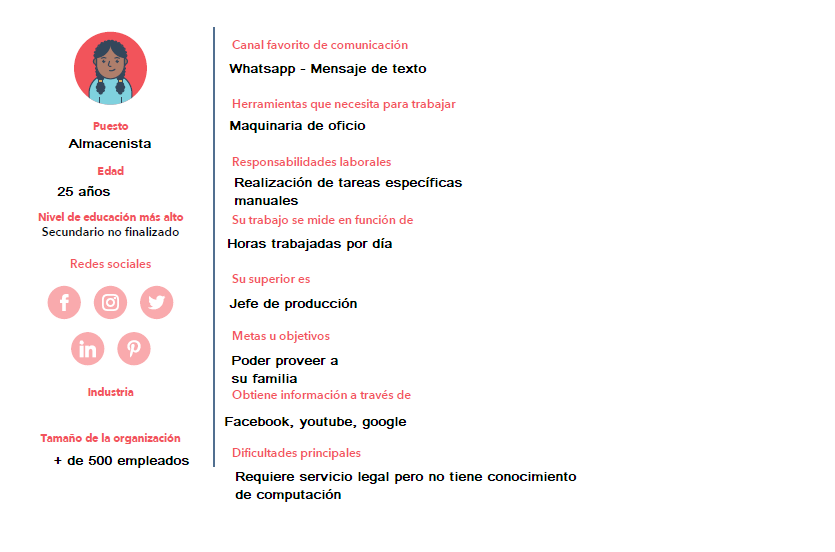 Puesto
Almacenista
Edad
25 años
Nivel de educación más alto
Secundario no finalizado
Redes sociales
Industria
Tamaño de la organización
+ de 500 empleados
Canal favorito de comunicación
Whatsapp - Mensaje de texto
Herramientas que necesita para trabajar
Maquinaria de oficio
Responsabilidades laborales
Realización de tareas específicas
manuales
Su trabajo se mide en función de
Horas trabajadas por día
Su superior es
Jefe de producción
Metas u objetivos
Poder proveer a
su familia
Obtiene información a través de
Facebook, youtube, google
Dificultades principales
Requiere servicio legal pero no tiene conocimiento
de computación